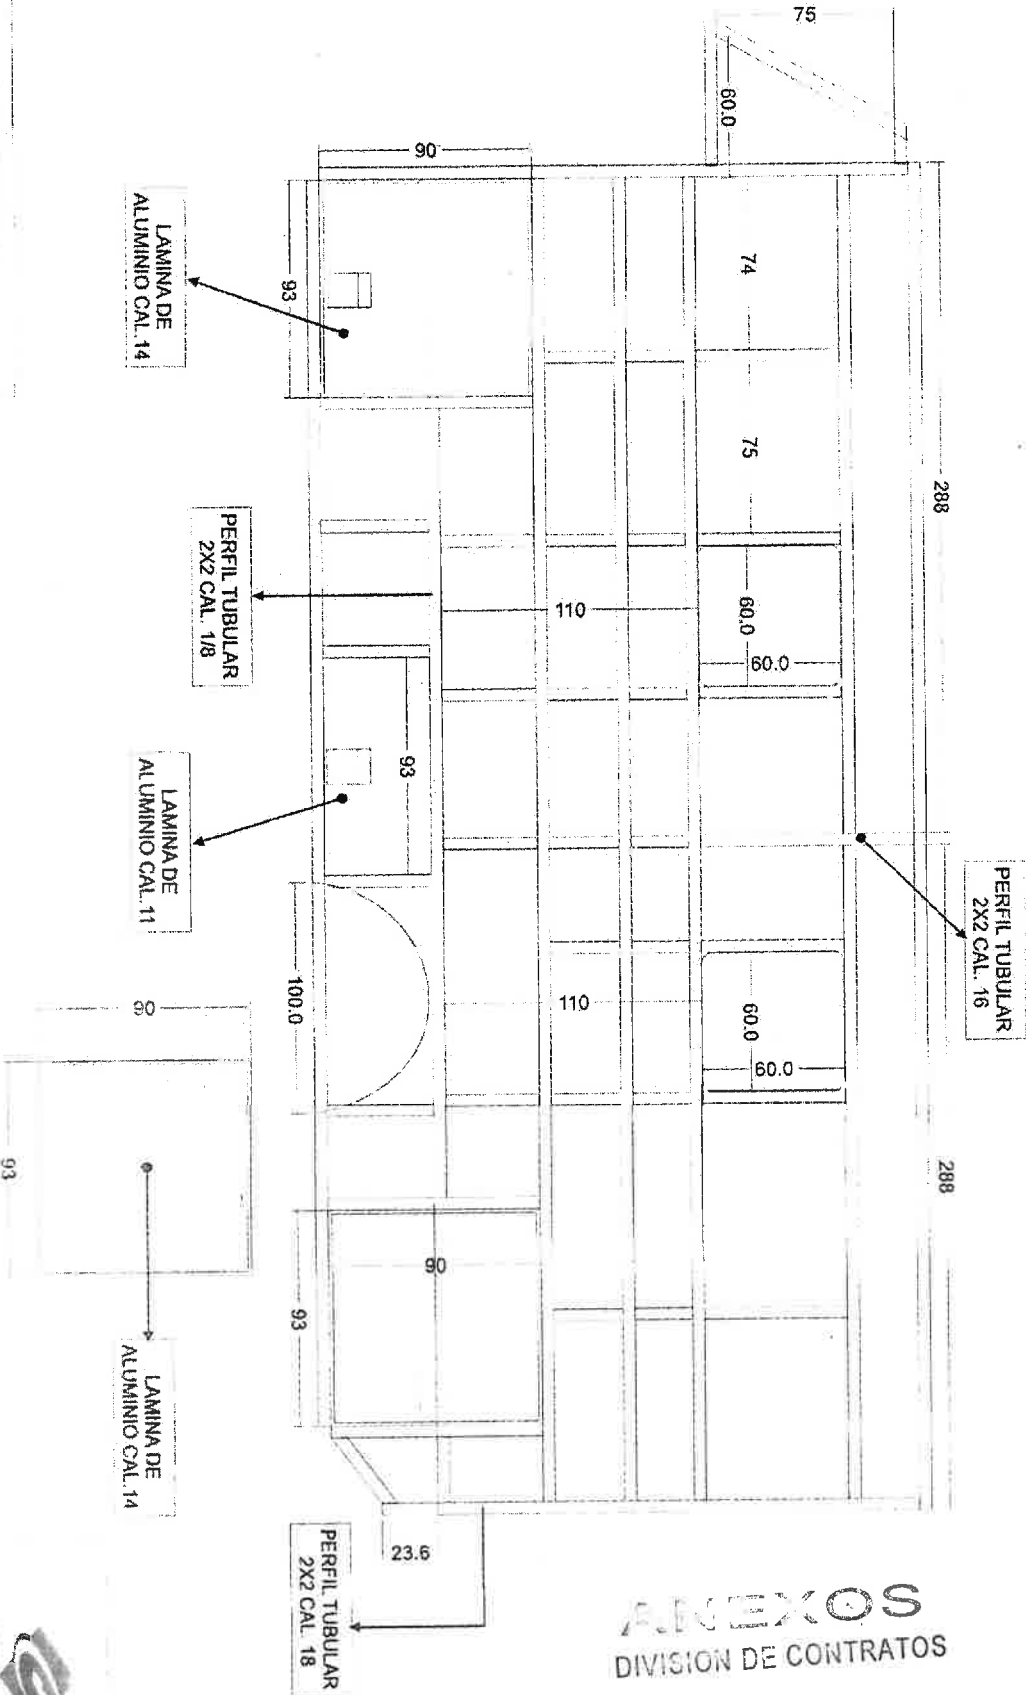 75
60.0
90
74
93
LAMINA DE
ALUMINIO CAL.14
75
288
PERFIL TUBULAR
2X2 CAL. 1/8
110
60.0
60.0
93
LAMINA DE
ALUMINIO CAL.11
PERFIL TUBULAR
2X2 CAL. 16
100.0
110
60.0
60.0
90
93
LAMINA DE
ALUMINIO CAL.14
288
90
93
23.6
PERFIL TUBULAR
2X2 CAL. 18
ANEXOS
DIVISION DE CONTRATOS